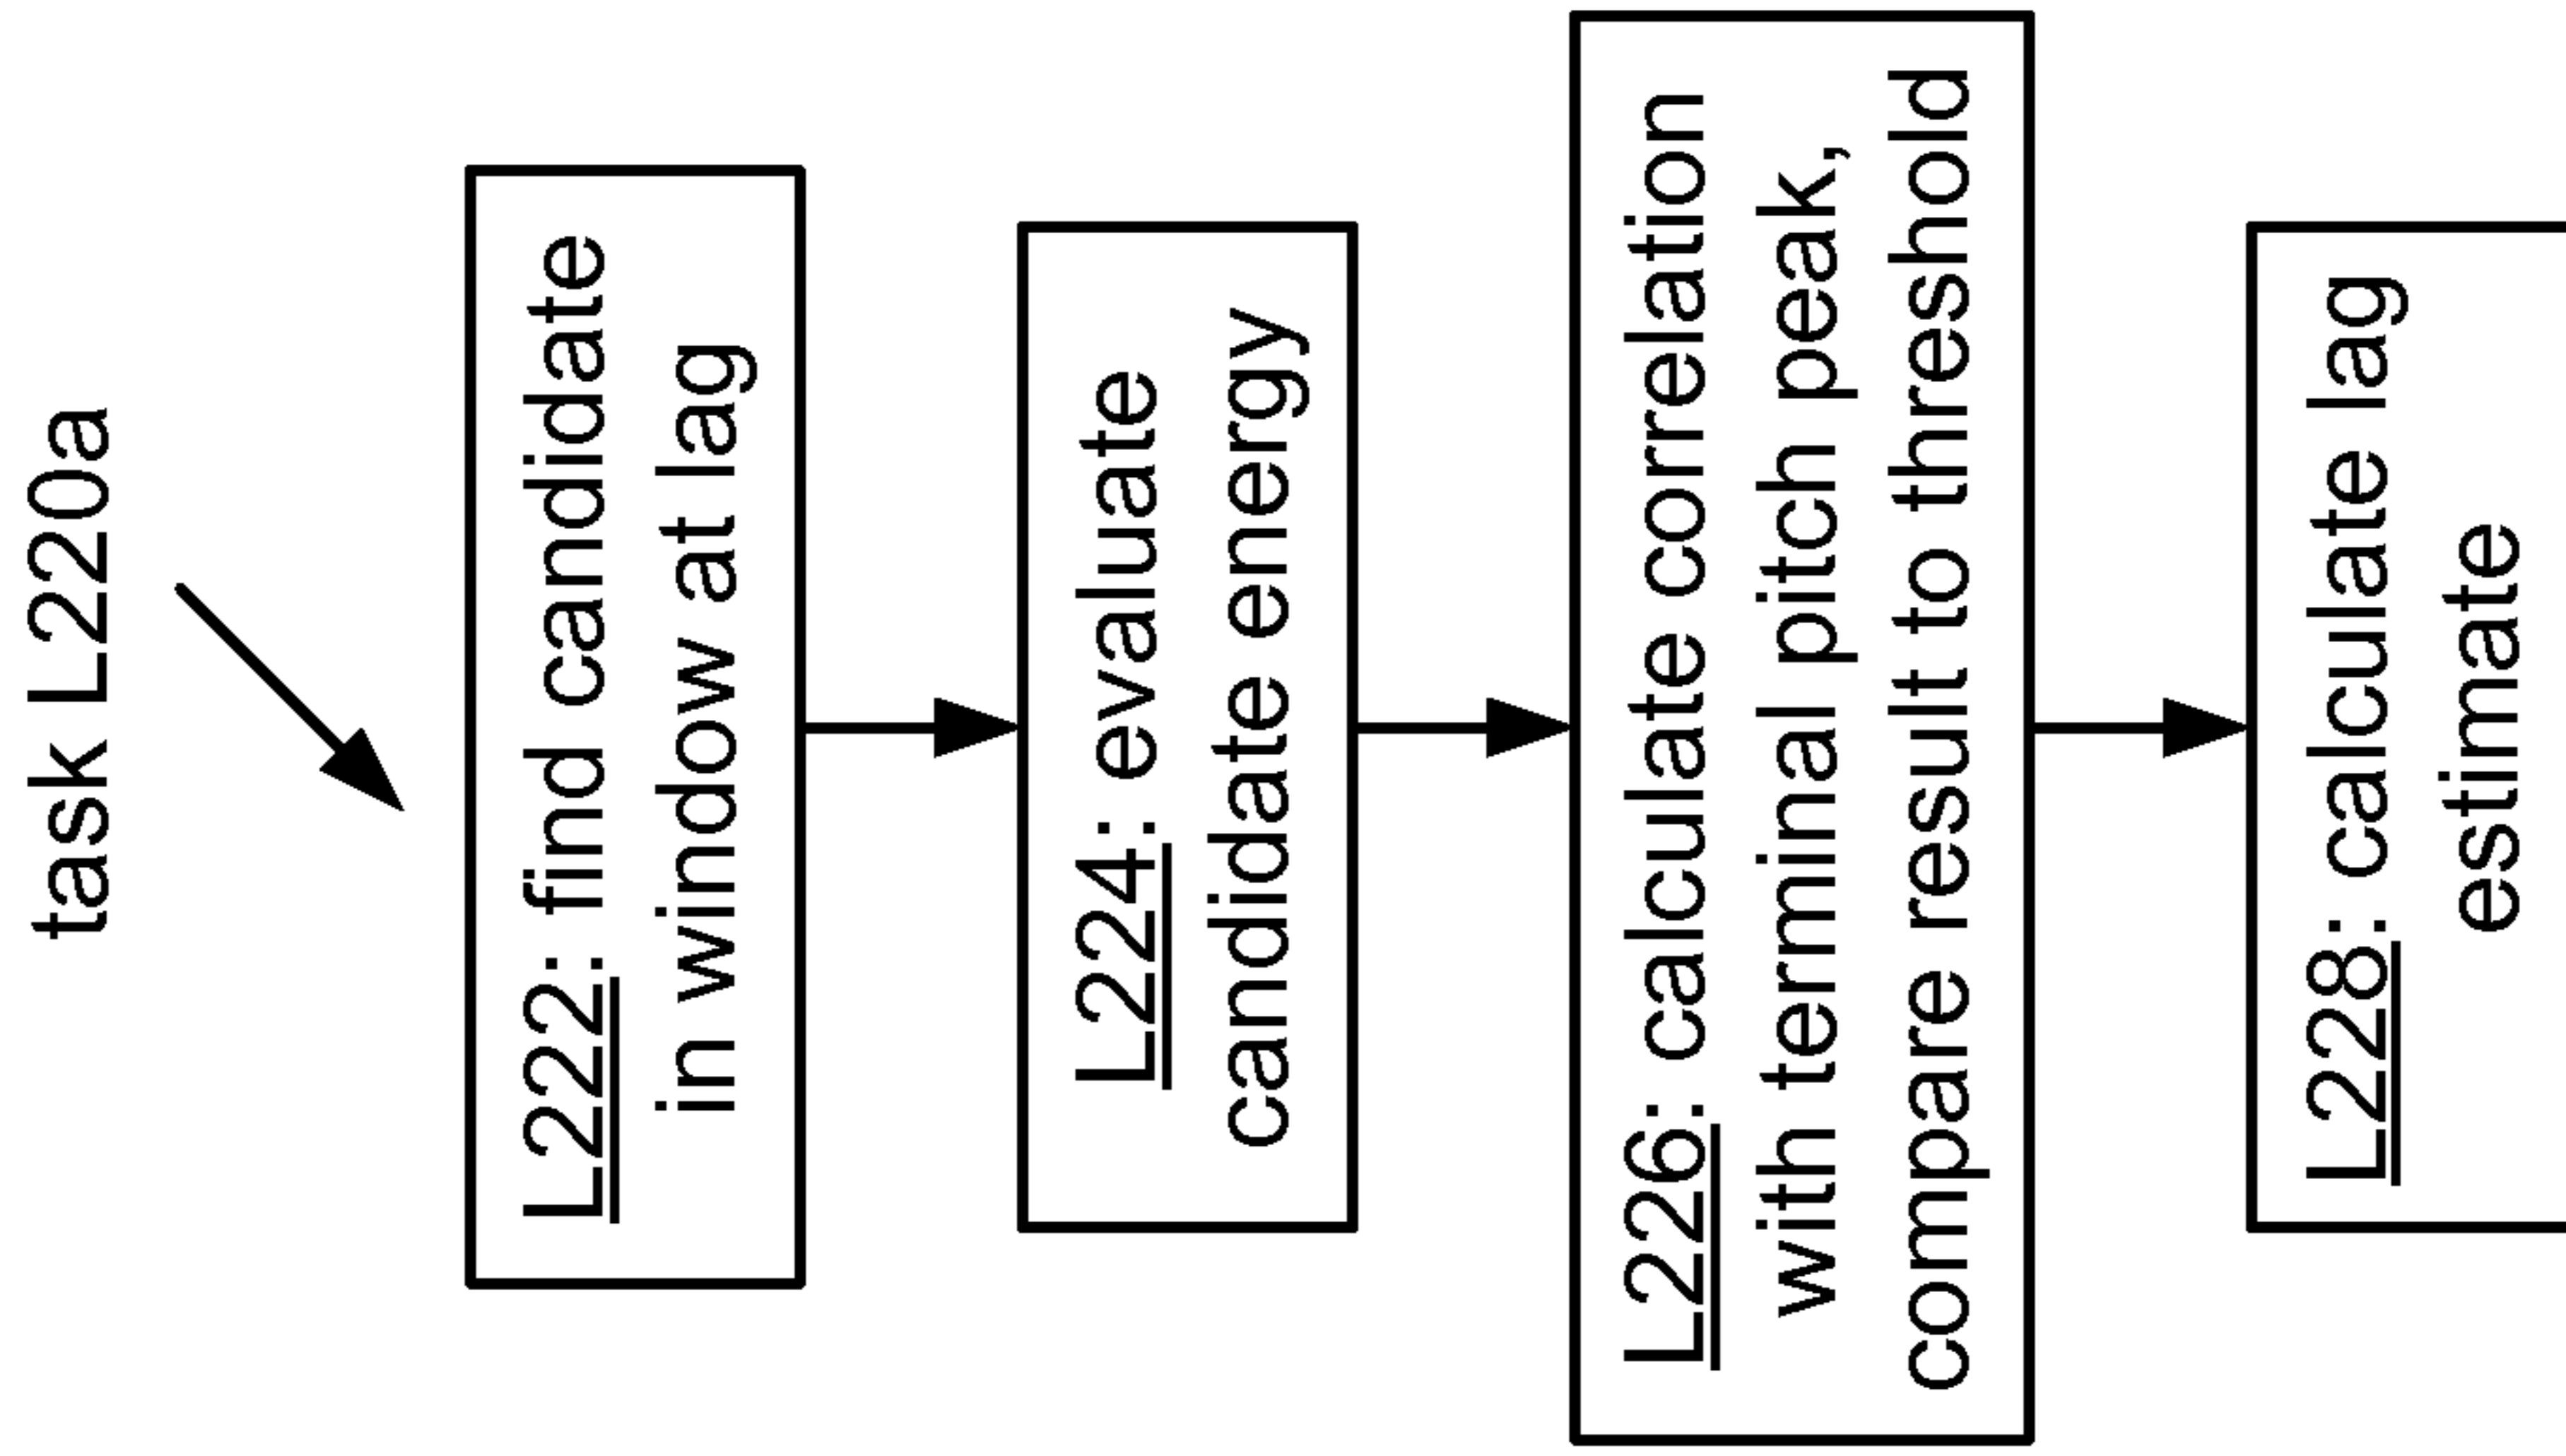 task L220a
L222: find candidate
in window at lag
L224: evaluate
candidate energy
L226: calculate correlation
with terminal pitch peak,
compare result to threshold
L228: calculate lag
estimate